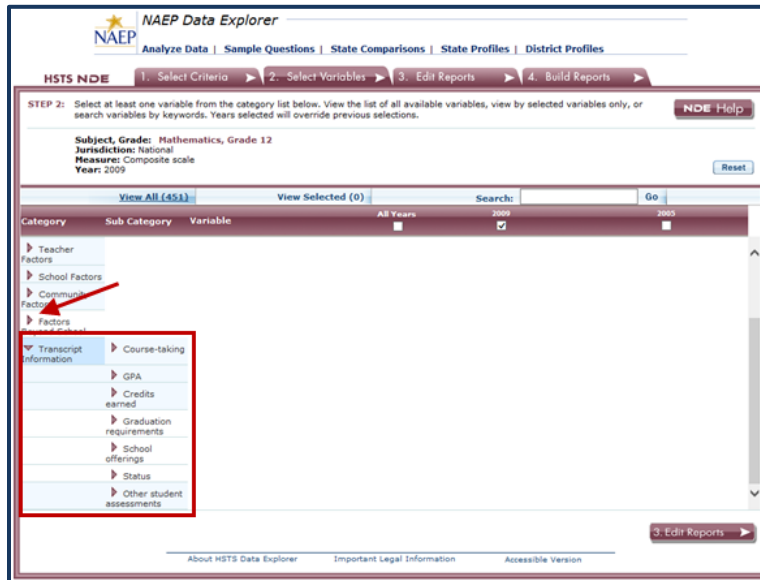 NAEP
NAEP Data Explorer
Analyze Data | Sample Questions | State Comparisons | State Profiles | District Profiles
HSTS NDE
1. Select Criteria
2. Select Variables
3. Edit Reports
4. Build Reports
STEP 2: Select at least one variable from the category list below. View the list of all available variables, view by selected variables only, or
search variables by keywords. Years selected will override previous selections.
NDE Help
Subject, Grade: Mathematics, Grade 12
Jurisdiction: National
Measure: Composite scale
Year: 2009
Reset
View All (451) View Selected (0) Search: Go
Category Sub Category Variable All Years 2009 2005
Teacher
Factors
School Factors
Community
Factors
Factors
Beyond School
Transcript Course-taking
Information
GPA
Credits
earned
Graduation
requirements
School
offerings
Status
Other student
assessments
3. Edit Reports
About HSTS Data Explorer Important Legal Information Accessible Version